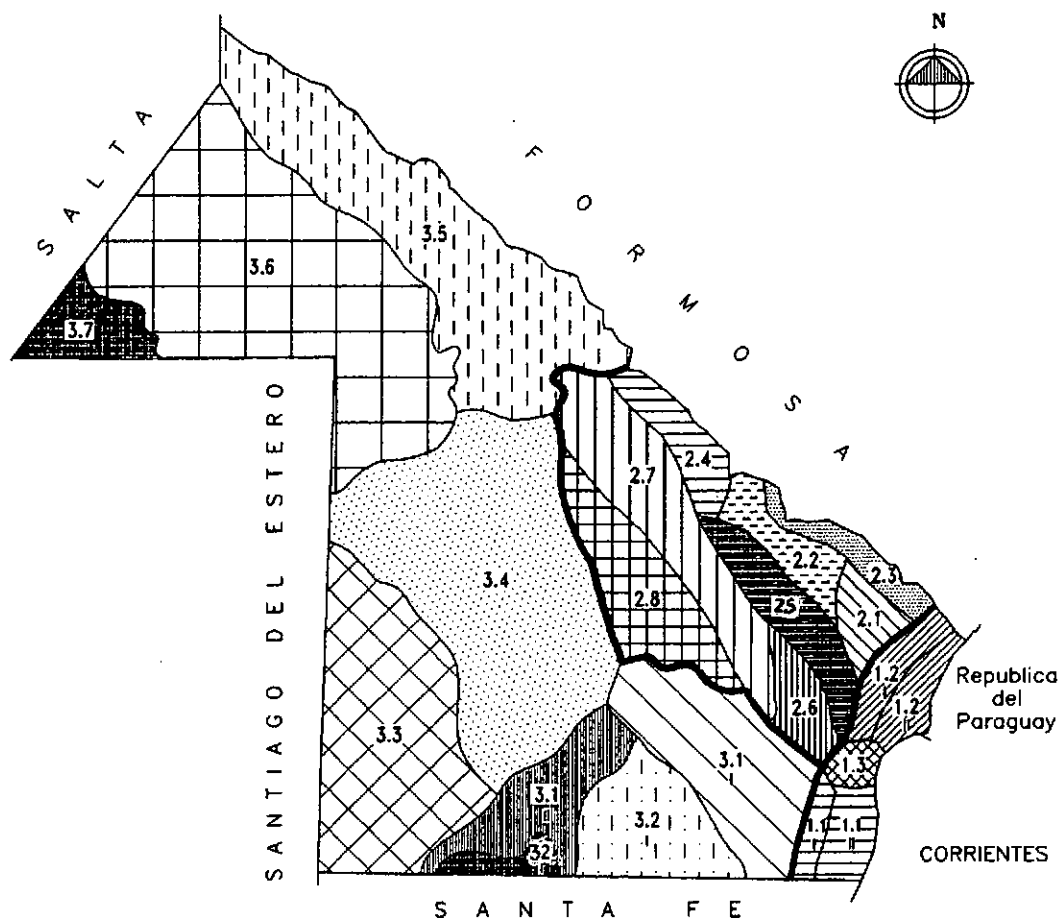 N
SALTA
FORMOSA
3.5
3.6
3.7
2.4
2.7
SANTIAGO DEL ESTERO
2.2
2.3
3.4
2.8
25
2.1
1.2
Republica
del
Paraguay
2.6
1.2
3.3
3.1
1.3
3.1
3.2
1.1
1.1
32
CORRIENTES
SANTA FE